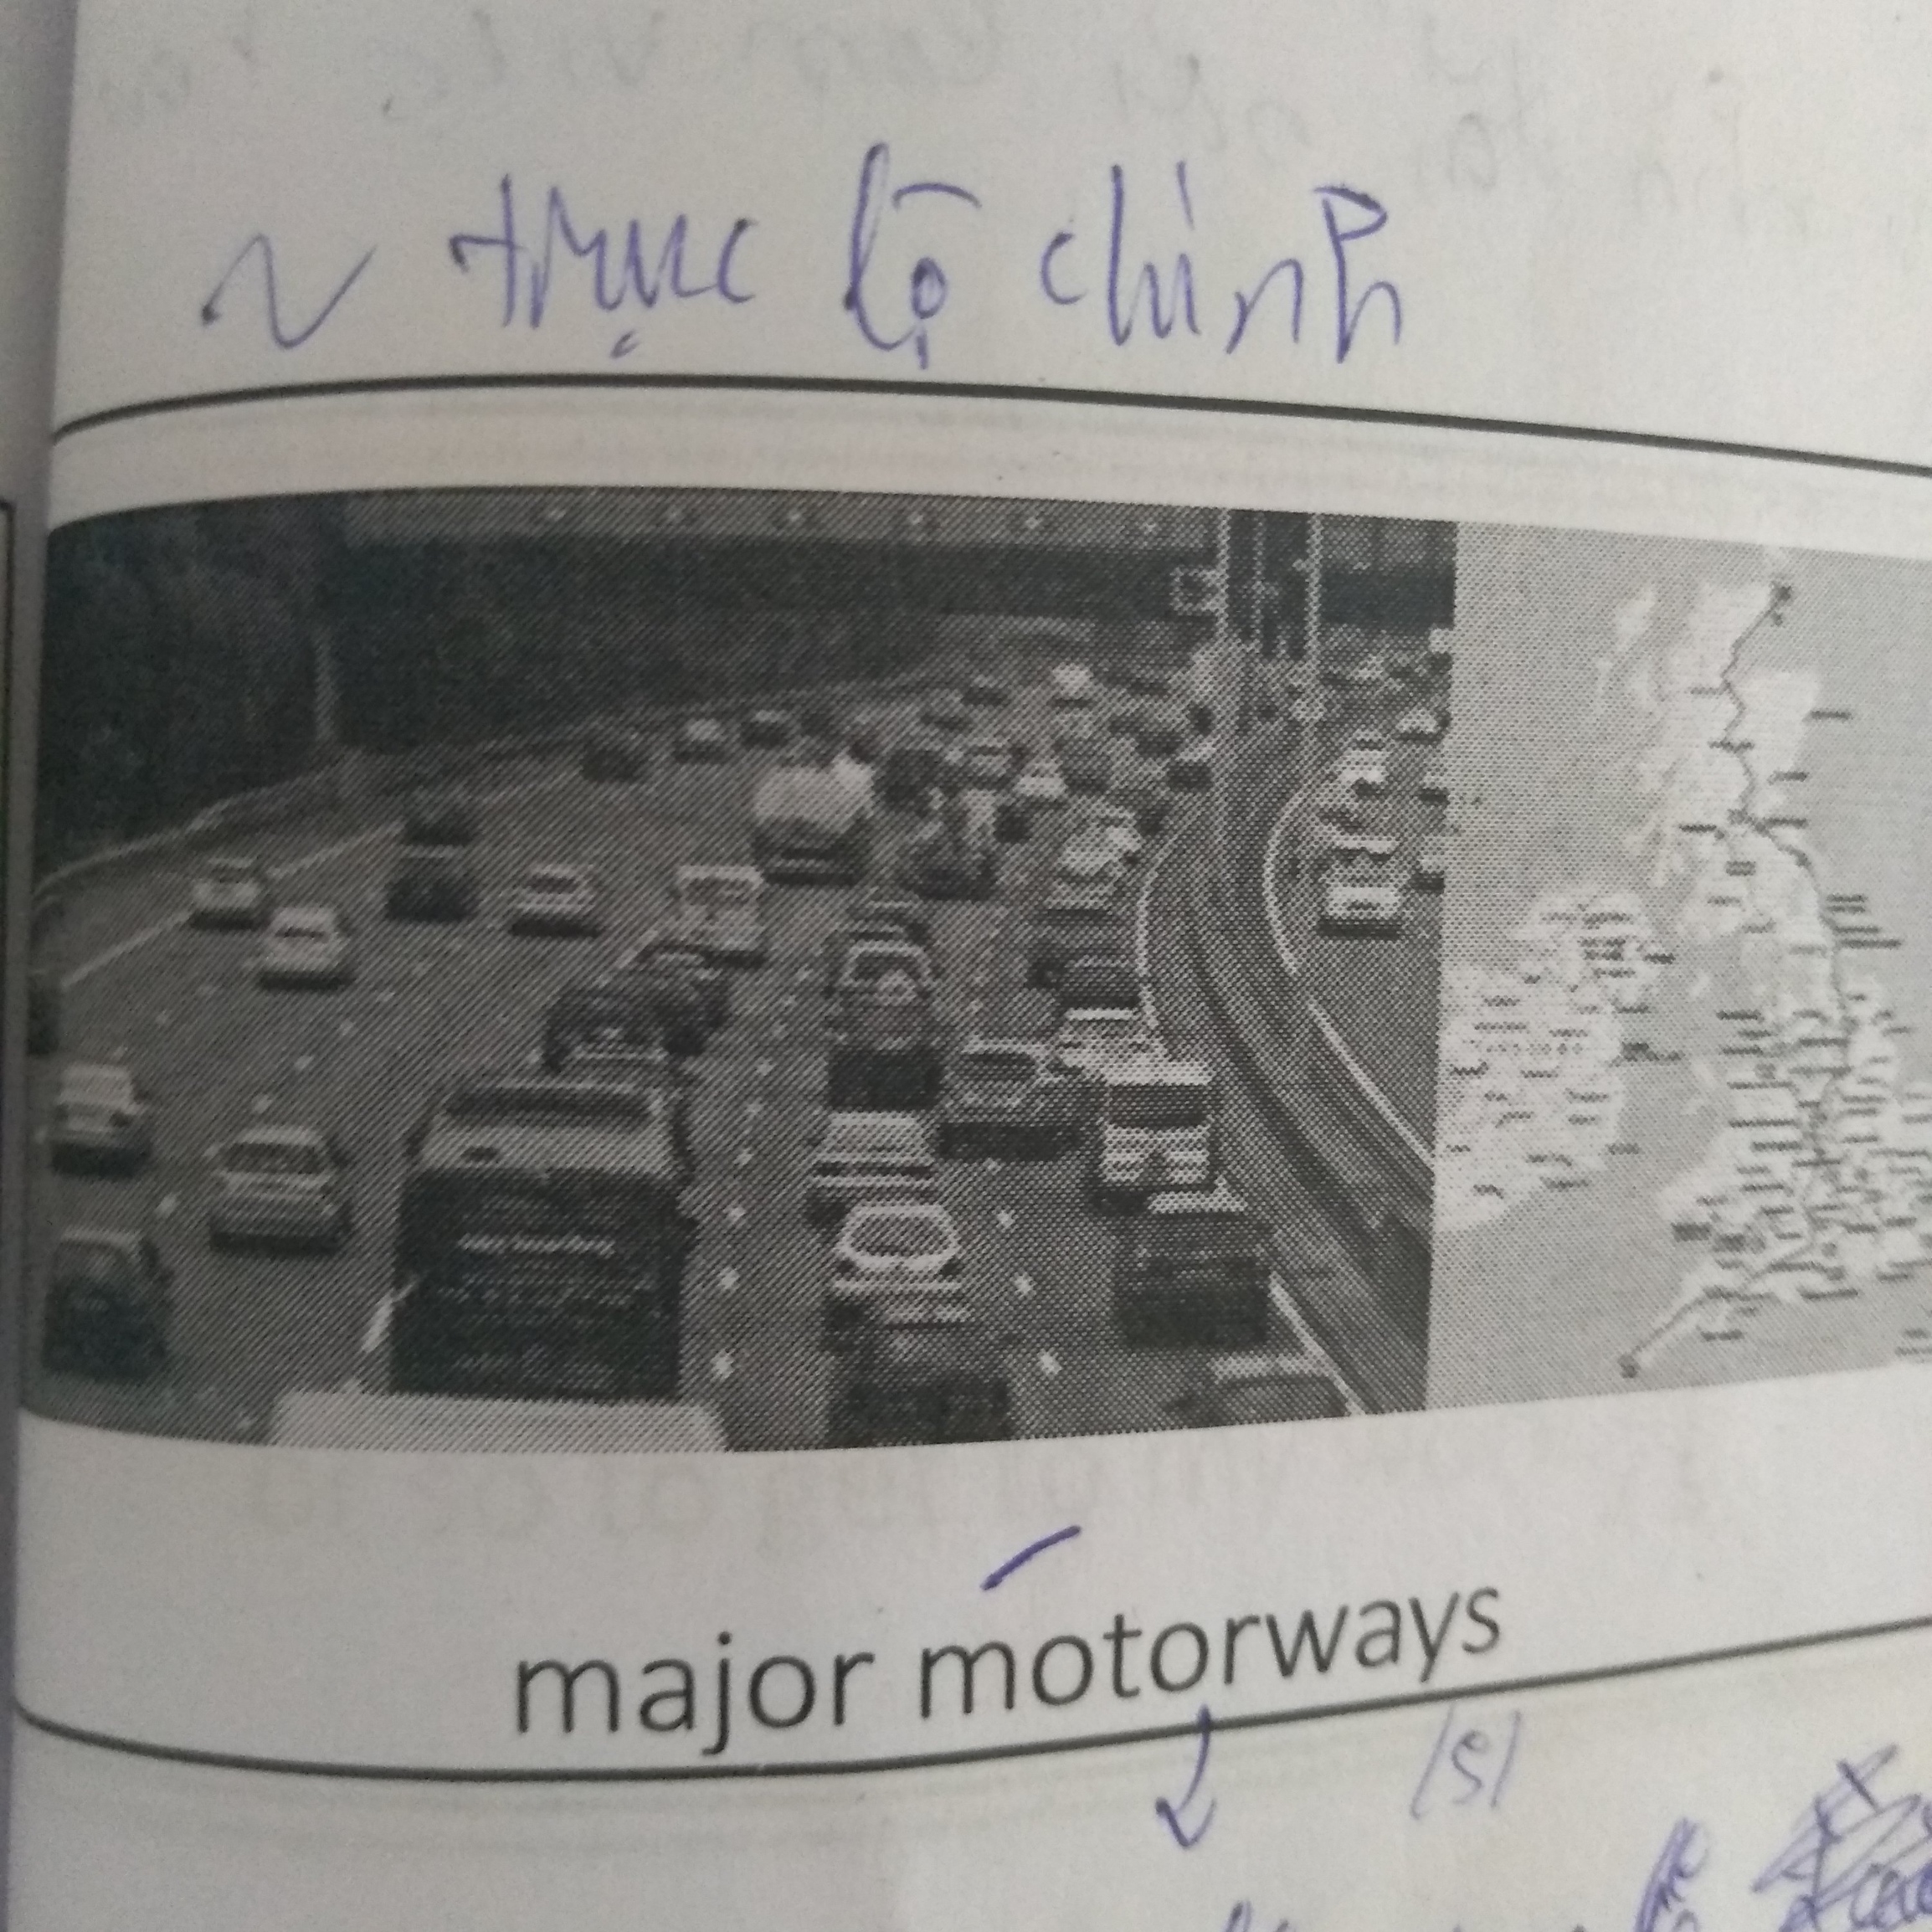 ~ trục lộ chính
major motorways
/s/